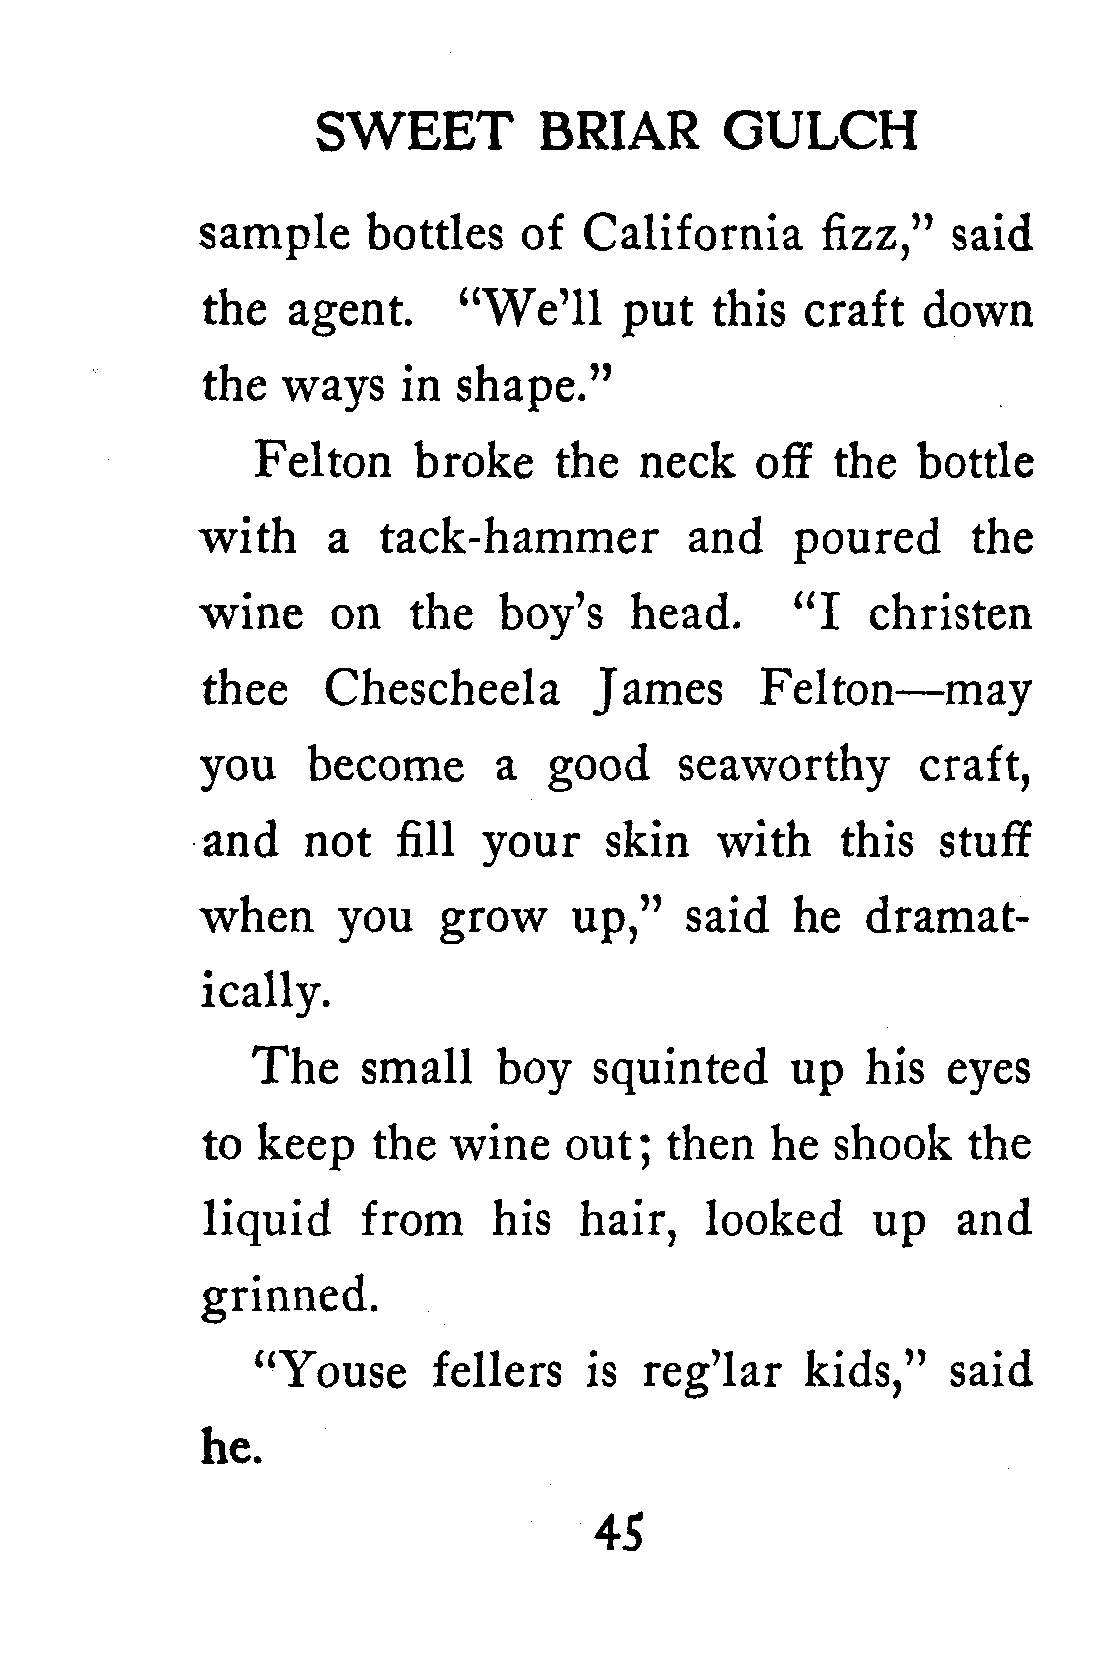 SWEET BRIAR GULCH
sample bottles of California fizz,” said
the agent. “We’ll put this craft down
the ways in shape.”
Felton broke the neck off the bottle
with a tack-hammer and poured the
wine on the boy’s head. “I christen
thee Chescheela James Felton—may
you become a good seaworthy craft,
and not fill your skin with this stuff
when you grow up,” said he dramat-
ically.
The small boy squinted up his eyes
to keep the wine out; then he shook the
liquid from his hair, looked up and
grinned.
“Youse fellers is reg’lar kids,” said
he.
45